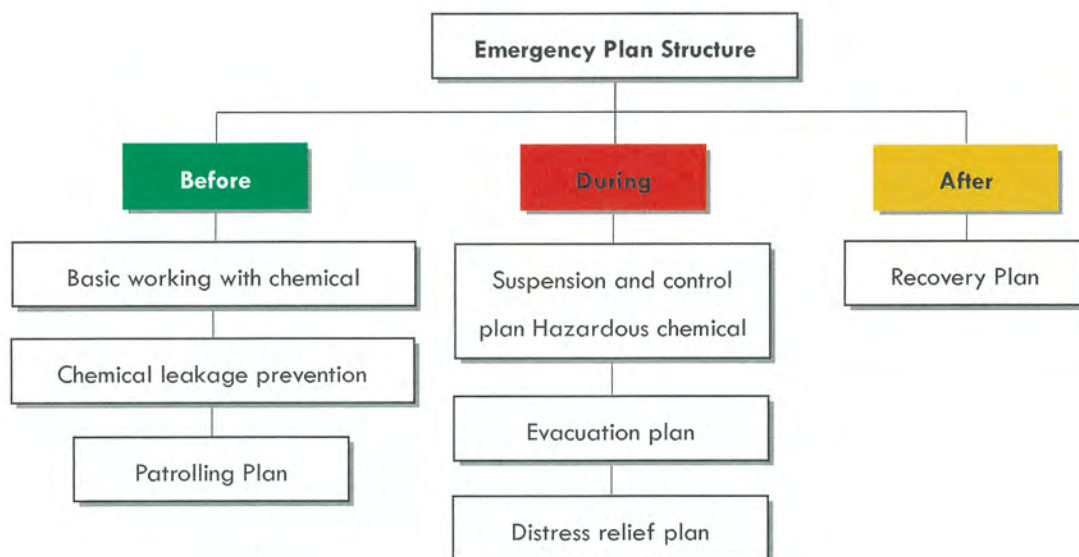 Emergency Plan Structure
Before
Basic working with chemical
Chemical leakage prevention
Patrolling Plan
During
Suspension and control
plan Hazardous chemical
Evacuation plan
Distress relief plan
After
Recovery Plan